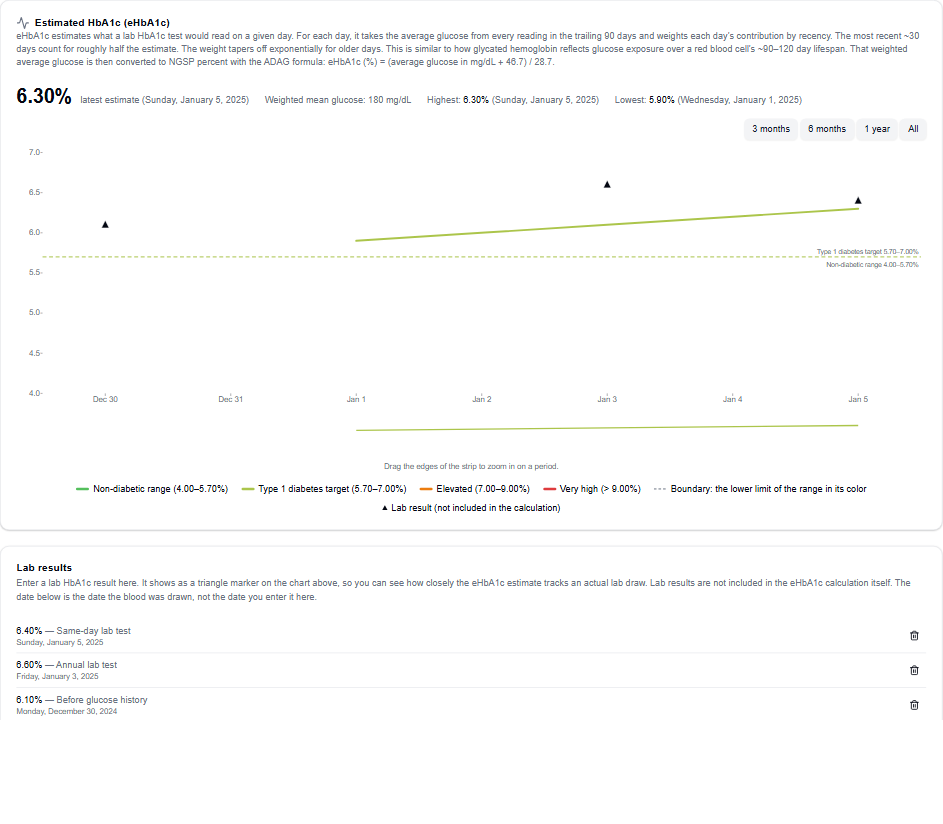 Estimated HbA1c (eHbA1c)
eHbA1c estimates what a lab HbA1c test would read on a given day. For each day, it takes the average glucose from every reading in the trailing 90 days and weights each day's contribution by recency. The most recent ~30
days count for roughly half the estimate. The weight tapers off exponentially for older days. This is similar to how glycated hemoglobin reflects glucose exposure over a red blood cell's ~90–120 day lifespan. That weighted
average glucose is then converted to NGSP percent with the ADAG formula: eHbA1c (%) = (average glucose in mg/dL + 46.7) / 28.7.
6.30% latest estimate (Sunday, January 5, 2025) Weighted mean glucose: 180 mg/dL Highest: 6.30% (Sunday, January 5, 2025) Lowest: 5.90% (Wednesday, January 1, 2025)
3 months 6 months 1 year All
7.0
6.5
6.0
Type 1 diabetes target 5.70–7.00%
Non-diabetic range 4.00–5.70%
5.5
5.0
4.5
4.0
Dec 30 Dec 31 Jan 1 Jan 2 Jan 3 Jan 4 Jan 5
Drag the edges of the strip to zoom in on a period.
Non-diabetic range (4.00–5.70%) Type 1 diabetes target (5.70–7.00%) Elevated (7.00–9.00%) Very high (> 9.00%) Boundary: the lower limit of the range in its color
Lab result (not included in the calculation)
Lab results
Enter a lab HbA1c result here. It shows as a triangle marker on the chart above, so you can see how closely the eHbA1c estimate tracks an actual lab draw. Lab results are not included in the eHbA1c calculation itself. The
date below is the date the blood was drawn, not the date you enter it here.
6.40% — Same-day lab test
Sunday, January 5, 2025
6.60% — Annual lab test
Friday, January 3, 2025
6.10% — Before glucose history
Monday, December 30, 2024